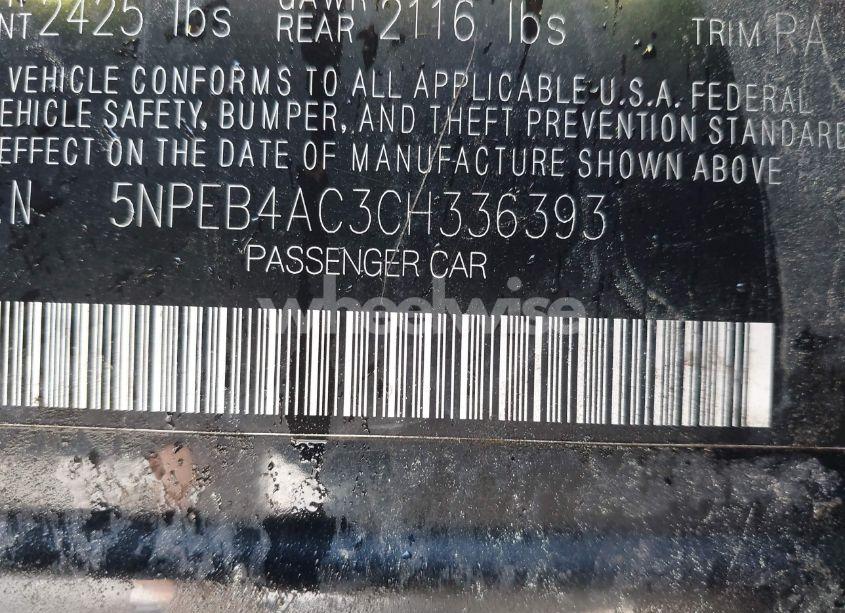 NT 2425 lbs REAR 2116 lbs TRIM RA
VEHICLE CONFORMS TO ALL APPLICABLE U.S.A. FEDERAL
EHICLE SAFETY, BUMPER, AND THEFT PREVENTION STANDARD
EFFECT ON THE DATE OF MANUFACTURE SHOWN ABOVE
.N 5NPEB4AC3CH336393
PASSENGER CAR
wheelwise